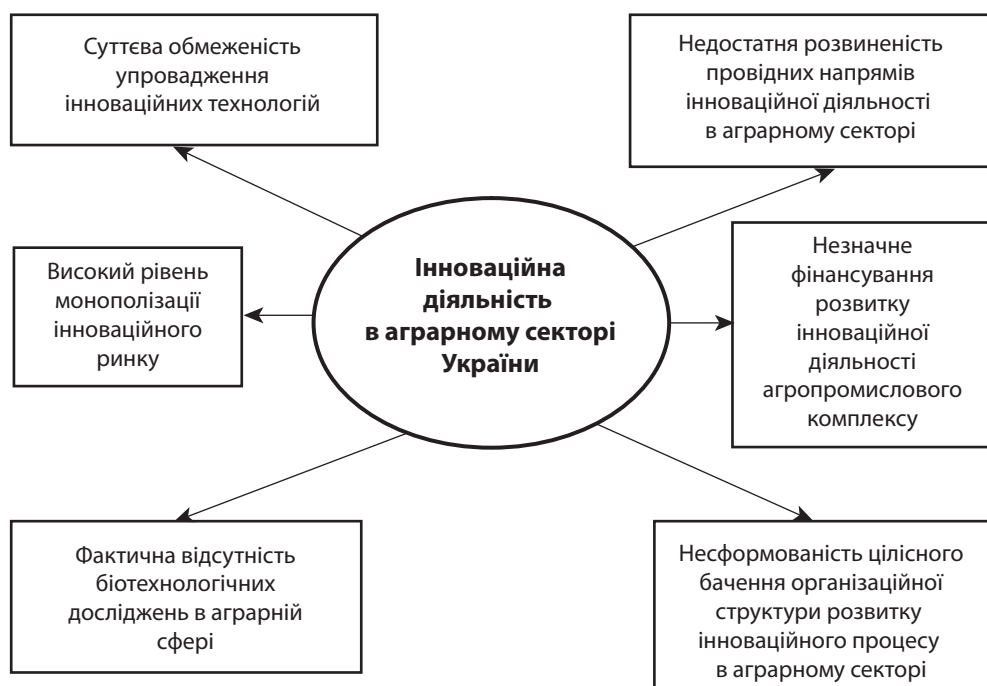 Суттєва обмеженість
упровадження
інноваційних технологій
Недостатня розвиненість
провідних напрямів
інноваційної діяльності
в аграрному секторі
Високий рівень
монополізації
інноваційного
ринку
Інноваційна
діяльність
в аграрному секторі
України
Незначне
фінансування
розвитку
інноваційної
діяльності
агропромислового
комплексу
Фактична відсутність
біотехнологічних
досліджень в аграрній
сфері
Несформованість цілісного
бачення організаційної
структури розвитку
інноваційного процесу
в аграрному секторі